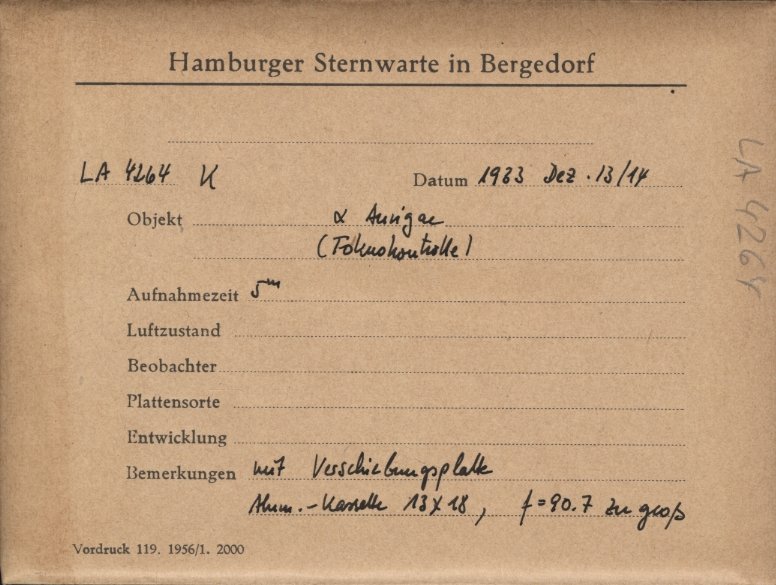 Hamburger Sternwarte in Bergedorf
LA 4264 K Datum 1933 Dez. 13/14
Objekt α Aurigae
(Fokuskontrolle)
Aufnahmezeit 5m
Luftzustand
Beobachter
Plattensorte
Entwicklung
Bemerkungen mit Verschiebungsplatte
Alum.-Kassette 13x18, f=90.7 zu groß
Vordruck 119. 1956/1. 2000
LA 4264